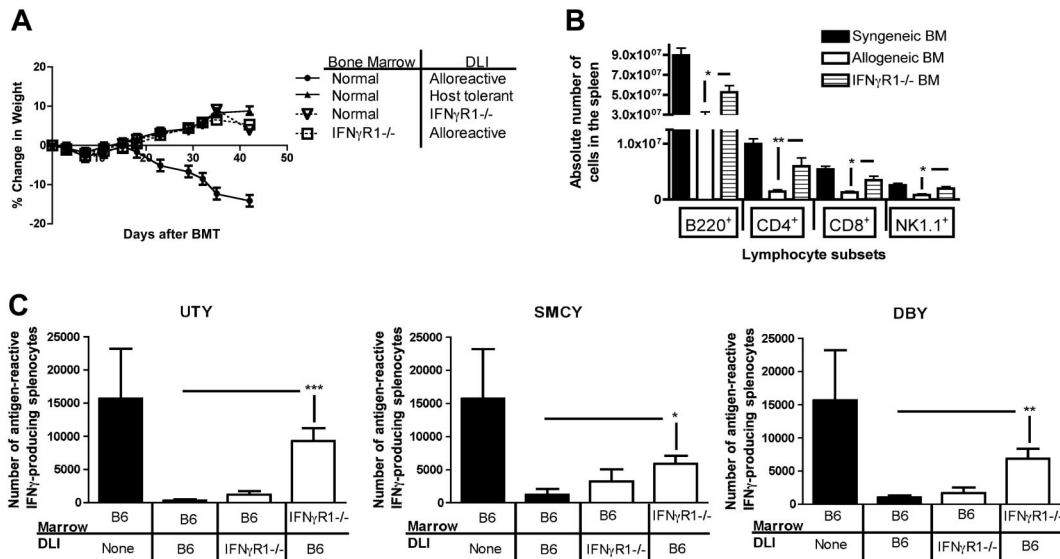 A
% Change in Weight
20
10
0
-10
-20
10
20
30
40
50
Days after BMT
Bone Marrow DLI
Normal Alloreactive
Normal Host tolerant
Normal IFNγR1-/-
IFNγR1-/- Alloreactive
B
Absolute number of
cells in the spleen
9.0x10⁰⁷
7.0x10⁰⁷
5.0x10⁰⁷
3.0x10⁰⁷
1.0x10⁰⁷
0
* ** * *
Syngeneic BM
Allogeneic BM
IFNγR1-/- BM
B220⁺ CD4⁺ CD8⁺ NK1.1⁺
Lymphocyte subsets
C
UTY
Number of antigen-reactive
IFNγ-producing splenocytes
25000
20000
15000
10000
5000
0
***
Marrow B6 B6 B6 IFNγR1-/-
DLI None B6 IFNγR1-/- B6
SMCY
Number of antigen-reactive
IFNγ-producing splenocytes
25000
20000
15000
10000
5000
0
*
Marrow B6 B6 B6 IFNγR1-/-
DLI None B6 IFNγR1-/- B6
DBY
Number of antigen-reactive
IFNγ-producing splenocytes
25000
20000
15000
10000
5000
0
**
Marrow B6 B6 B6 IFNγR1-/-
DLI None B6 IFNγR1-/- B6